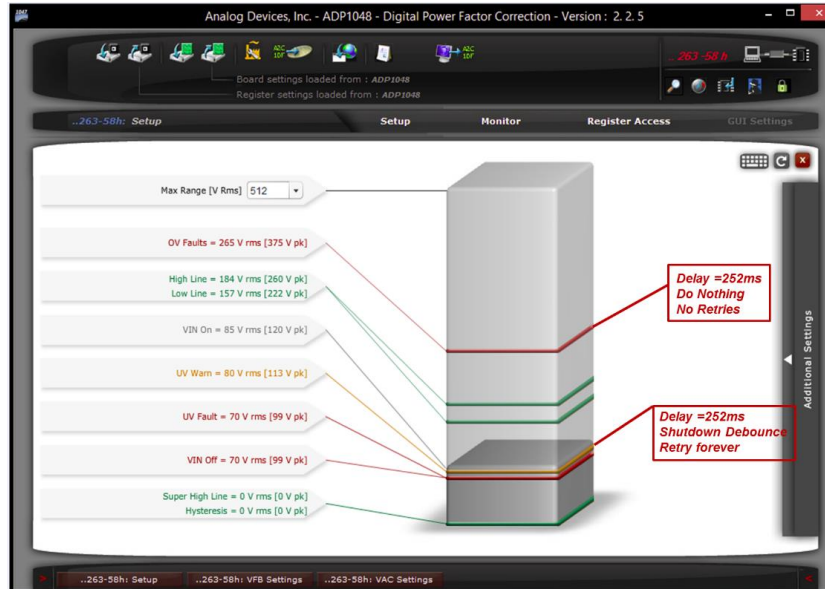 1047
Analog Devices, Inc. - ADP1048 - Digital Power Factor Correction - Version : 2. 2. 5
Board settings loaded from : ADP1048
Register settings loaded from : ADP1048
.. 263 -58 h
..263-58h: Setup
Setup
Monitor
Register Access
GUI Settings
Max Range [V Rms] 512
OV Faults = 265 V rms [375 V pk]
High Line = 184 V rms [260 V pk]
Low Line = 157 V rms [222 V pk]
VIN On = 85 V rms [120 V pk]
UV Warn = 80 V rms [113 V pk]
UV Fault = 70 V rms [99 V pk]
VIN Off = 70 V rms [99 V pk]
Super High Line = 0 V rms [0 V pk]
Hysteresis = 0 V rms [0 V pk]
Delay =252ms
Do Nothing
No Retries
Delay =252ms
Shutdown Debounce
Retry forever
Additional Settings
..263-58h: Setup
..263-58h: VFB Settings
..263-58h: VAC Settings